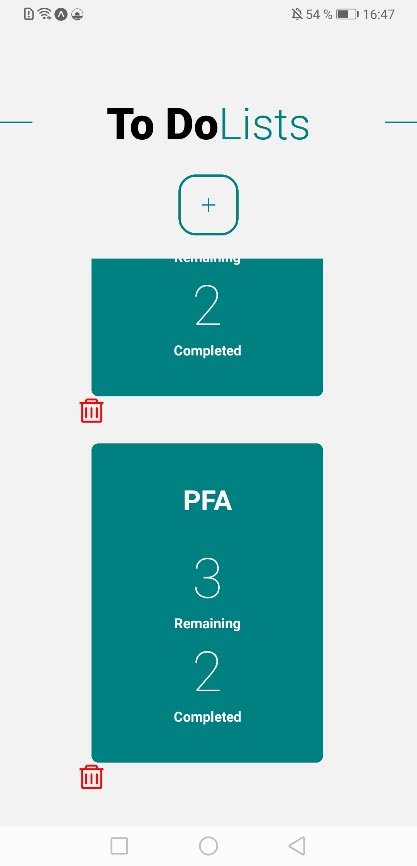 54 % 16:47
To DoLists
+
Remaining
2
Completed
PFA
3
Remaining
2
Completed